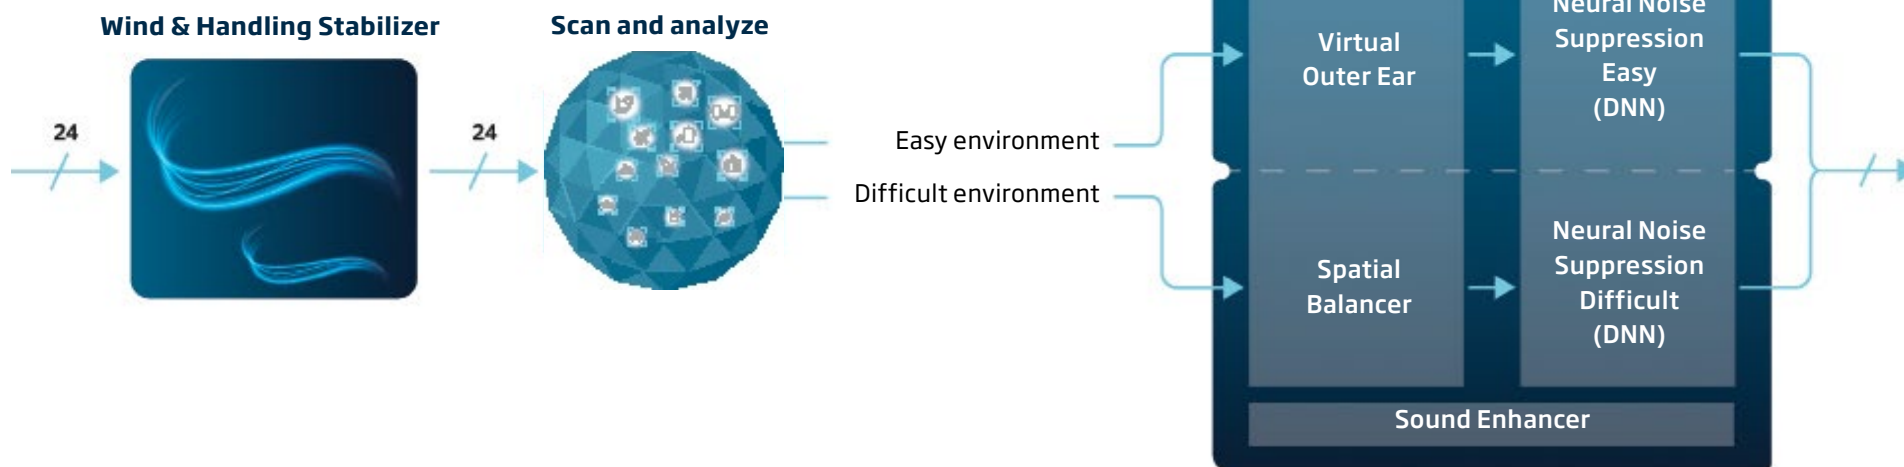 Wind & Handling Stabilizer
Scan and analyze
24
24
Easy environment
Difficult environment
Virtual
Outer Ear
Neural Noise
Suppression
Easy
(DNN)
Spatial
Balancer
Neural Noise
Suppression
Difficult
(DNN)
Sound Enhancer